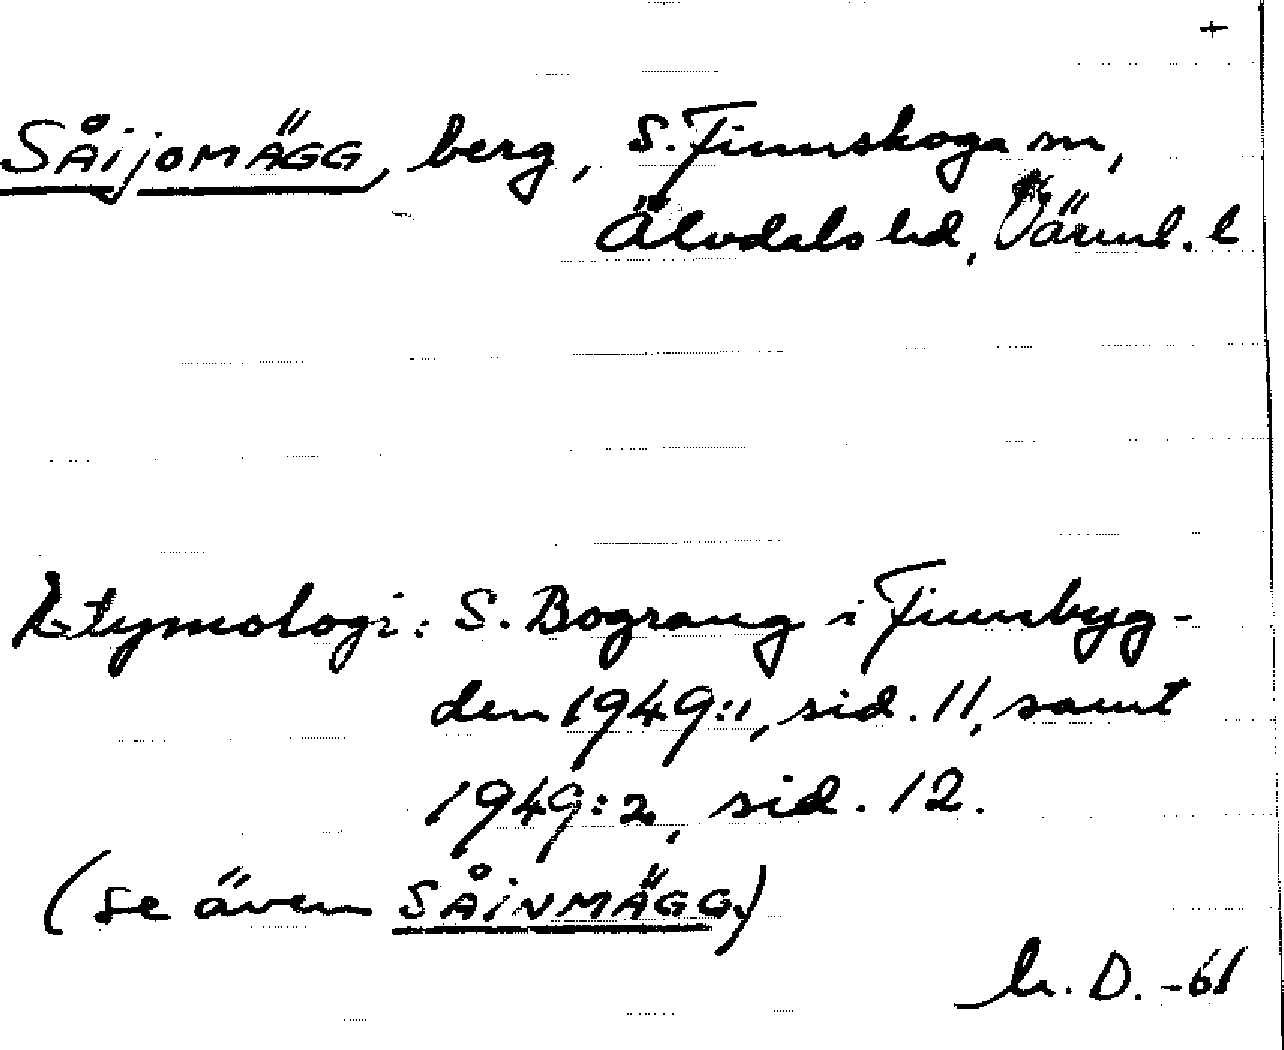 +
SÅIJOMÄGG, berg, S. Finnskoga sn,
Älvdals hd, Värml. l
Etymologi: S. Bograng i Finnbyg-
den 1949:1, sid. 11, samt
1949:2, sid. 12.
(se även SÅINMÄGG)
h. D. -61